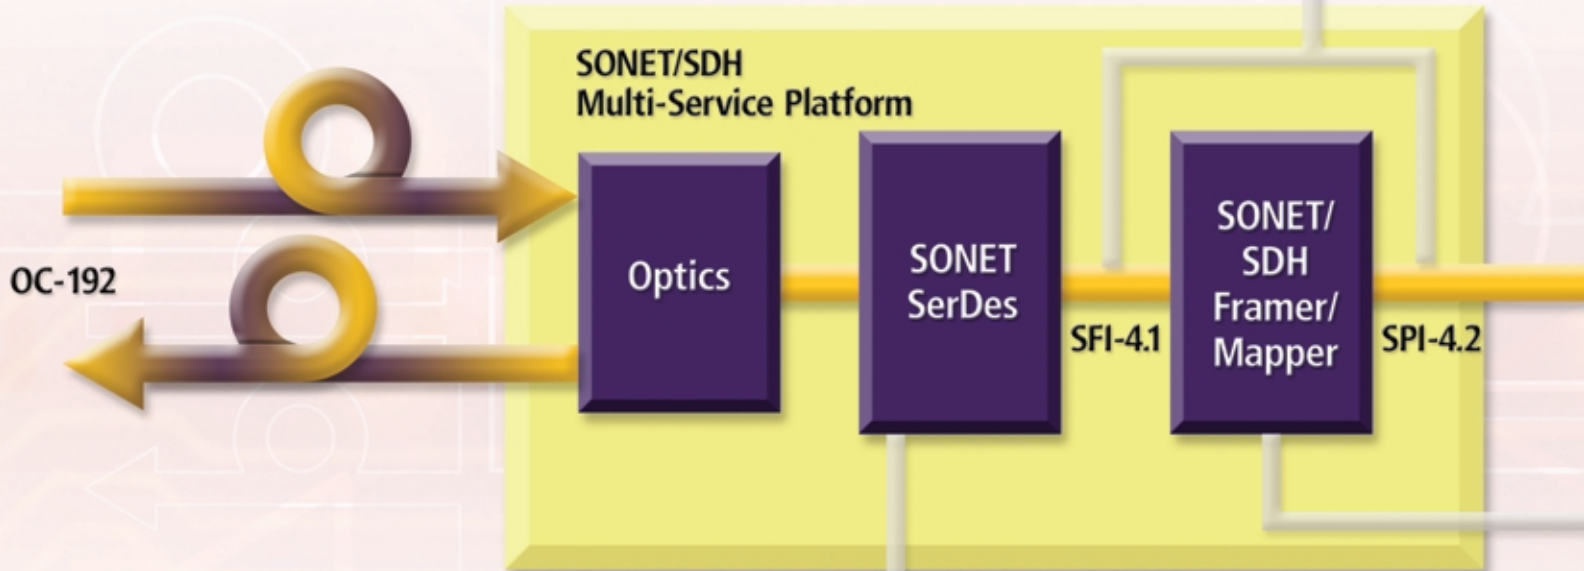 SONET/SDH
Multi-Service Platform
OC-192
Optics
SONET
SerDes
SFI-4.1
SONET/
SDH
Framer/
Mapper
SPI-4.2